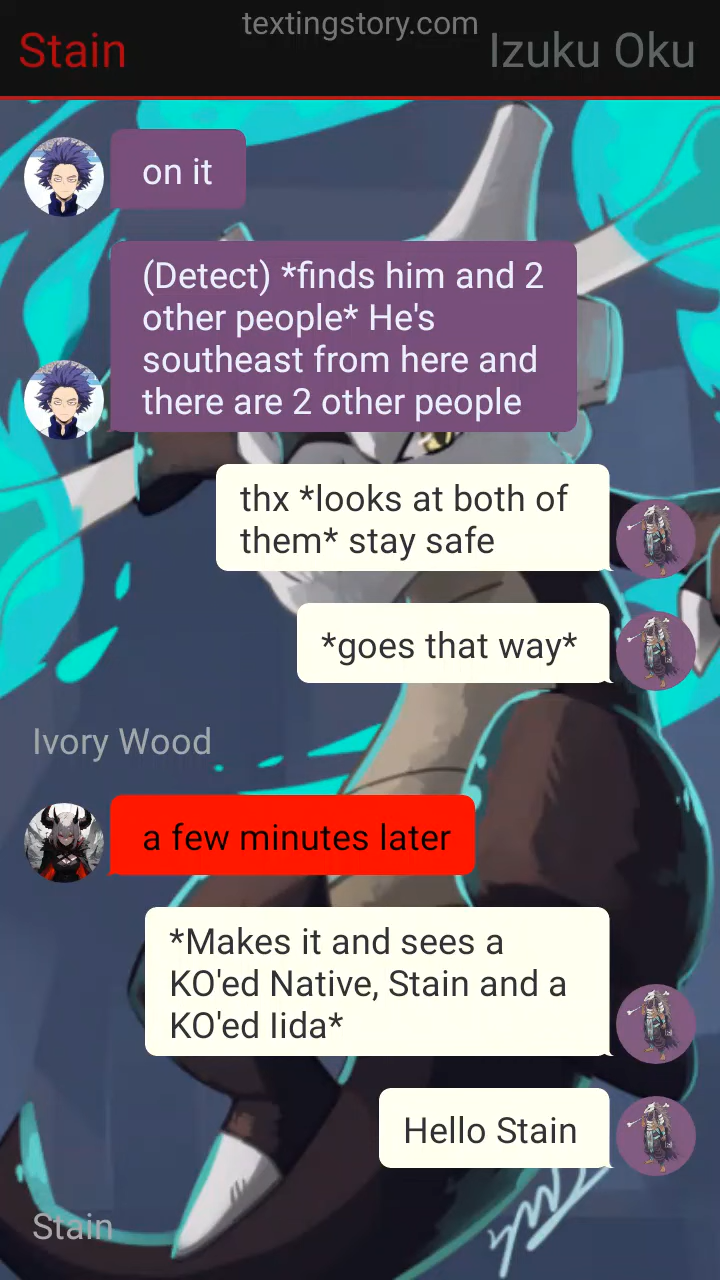 textingstory.com
Stain
Izuku Oku
on it
(Detect) *finds him and 2
other people* He's
southeast from here and
there are 2 other people
thx *looks at both of
them* stay safe
*goes that way*
Ivory Wood
a few minutes later
*Makes it and sees a
KO'ed Native, Stain and a
KO'ed Iida*
Hello Stain
Stain